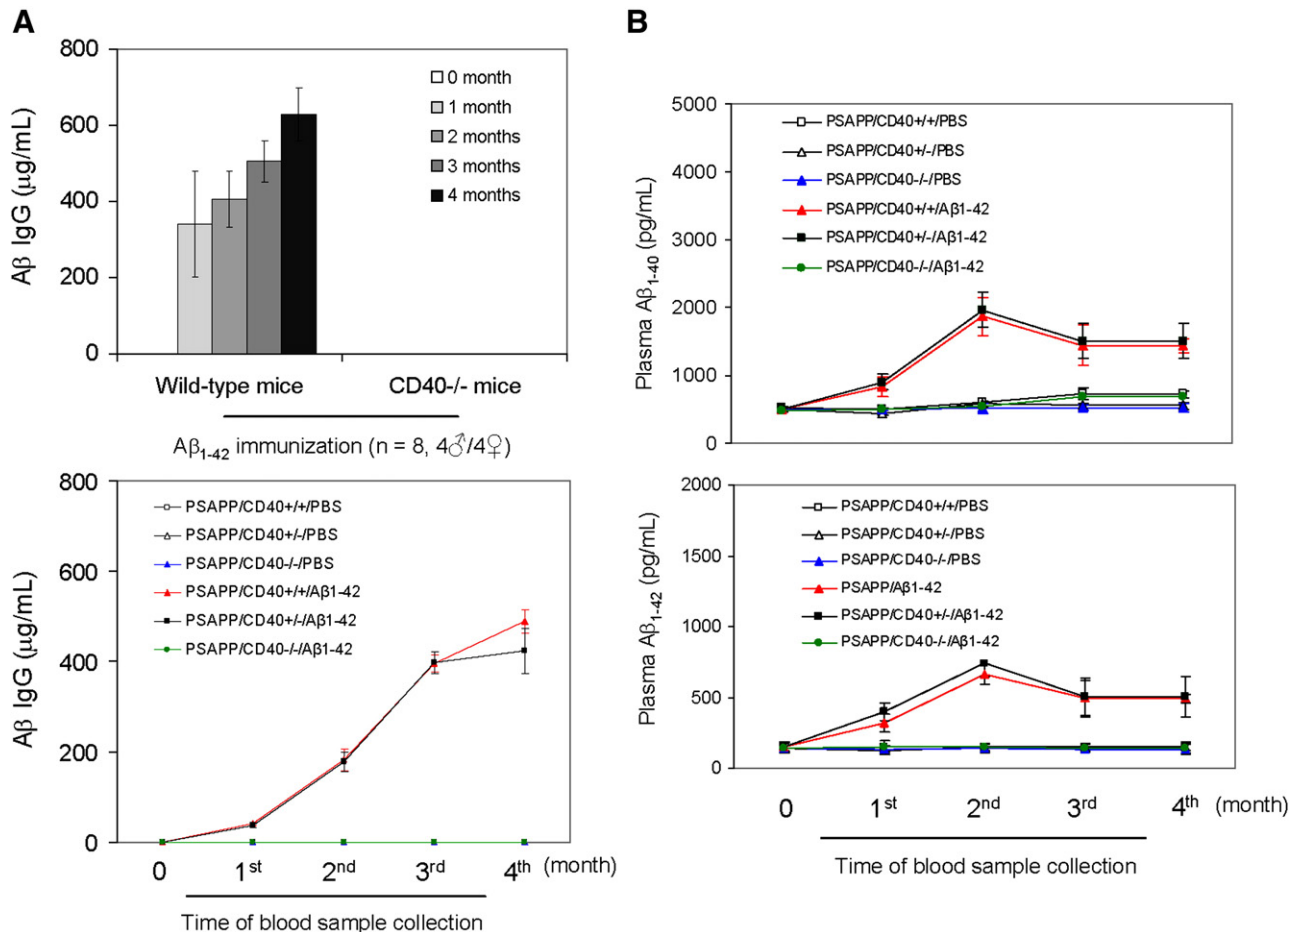 A
800
600
400
200
0
Aβ IgG (μg/mL)
0 month
1 month
2 months
3 months
4 months
Wild-type mice
CD40-/- mice
Aβ1-42 immunization (n = 8, 4♂/4♀)
800
600
400
200
0
Aβ IgG (μg/mL)
PSAPP/CD40+/+/PBS
PSAPP/CD40+/-/PBS
PSAPP/CD40-/-/PBS
PSAPP/CD40+/+/Aβ1-42
PSAPP/CD40+/-/Aβ1-42
PSAPP/CD40-/-/Aβ1-42
0 1st 2nd 3rd 4th (month)
Time of blood sample collection
B
5000
4000
3000
2000
1000
0
Plasma Aβ1-40 (pg/mL)
PSAPP/CD40+/+/PBS
PSAPP/CD40+/-/PBS
PSAPP/CD40-/-/PBS
PSAPP/CD40+/+/Aβ1-42
PSAPP/CD40+/-/Aβ1-42
PSAPP/CD40-/-/Aβ1-42
2000
1500
1000
500
0
Plasma Aβ1-42 (pg/mL)
PSAPP/CD40+/+/PBS
PSAPP/CD40+/-/PBS
PSAPP/CD40-/-/PBS
PSAPP/Aβ1-42
PSAPP/CD40+/-/Aβ1-42
PSAPP/CD40-/-/Aβ1-42
0 1st 2nd 3rd 4th (month)
Time of blood sample collection